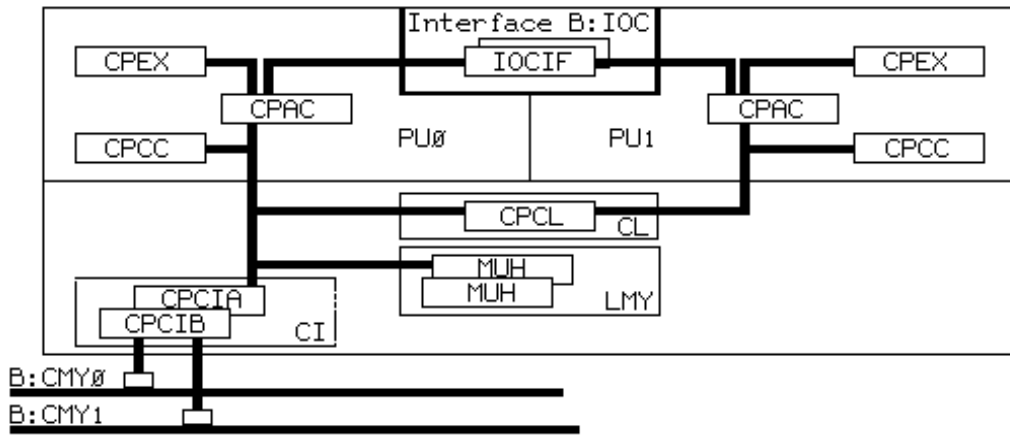 Interface B:IOC
CPEX
IOCIF
CPEX
CPAC
CPAC
CPCC
PUØ
PU1
CPCC
CPCL
CL
MUH
MUH
LMY
CPCIA
CPCIB
CI
B:CMYØ
B:CMY1